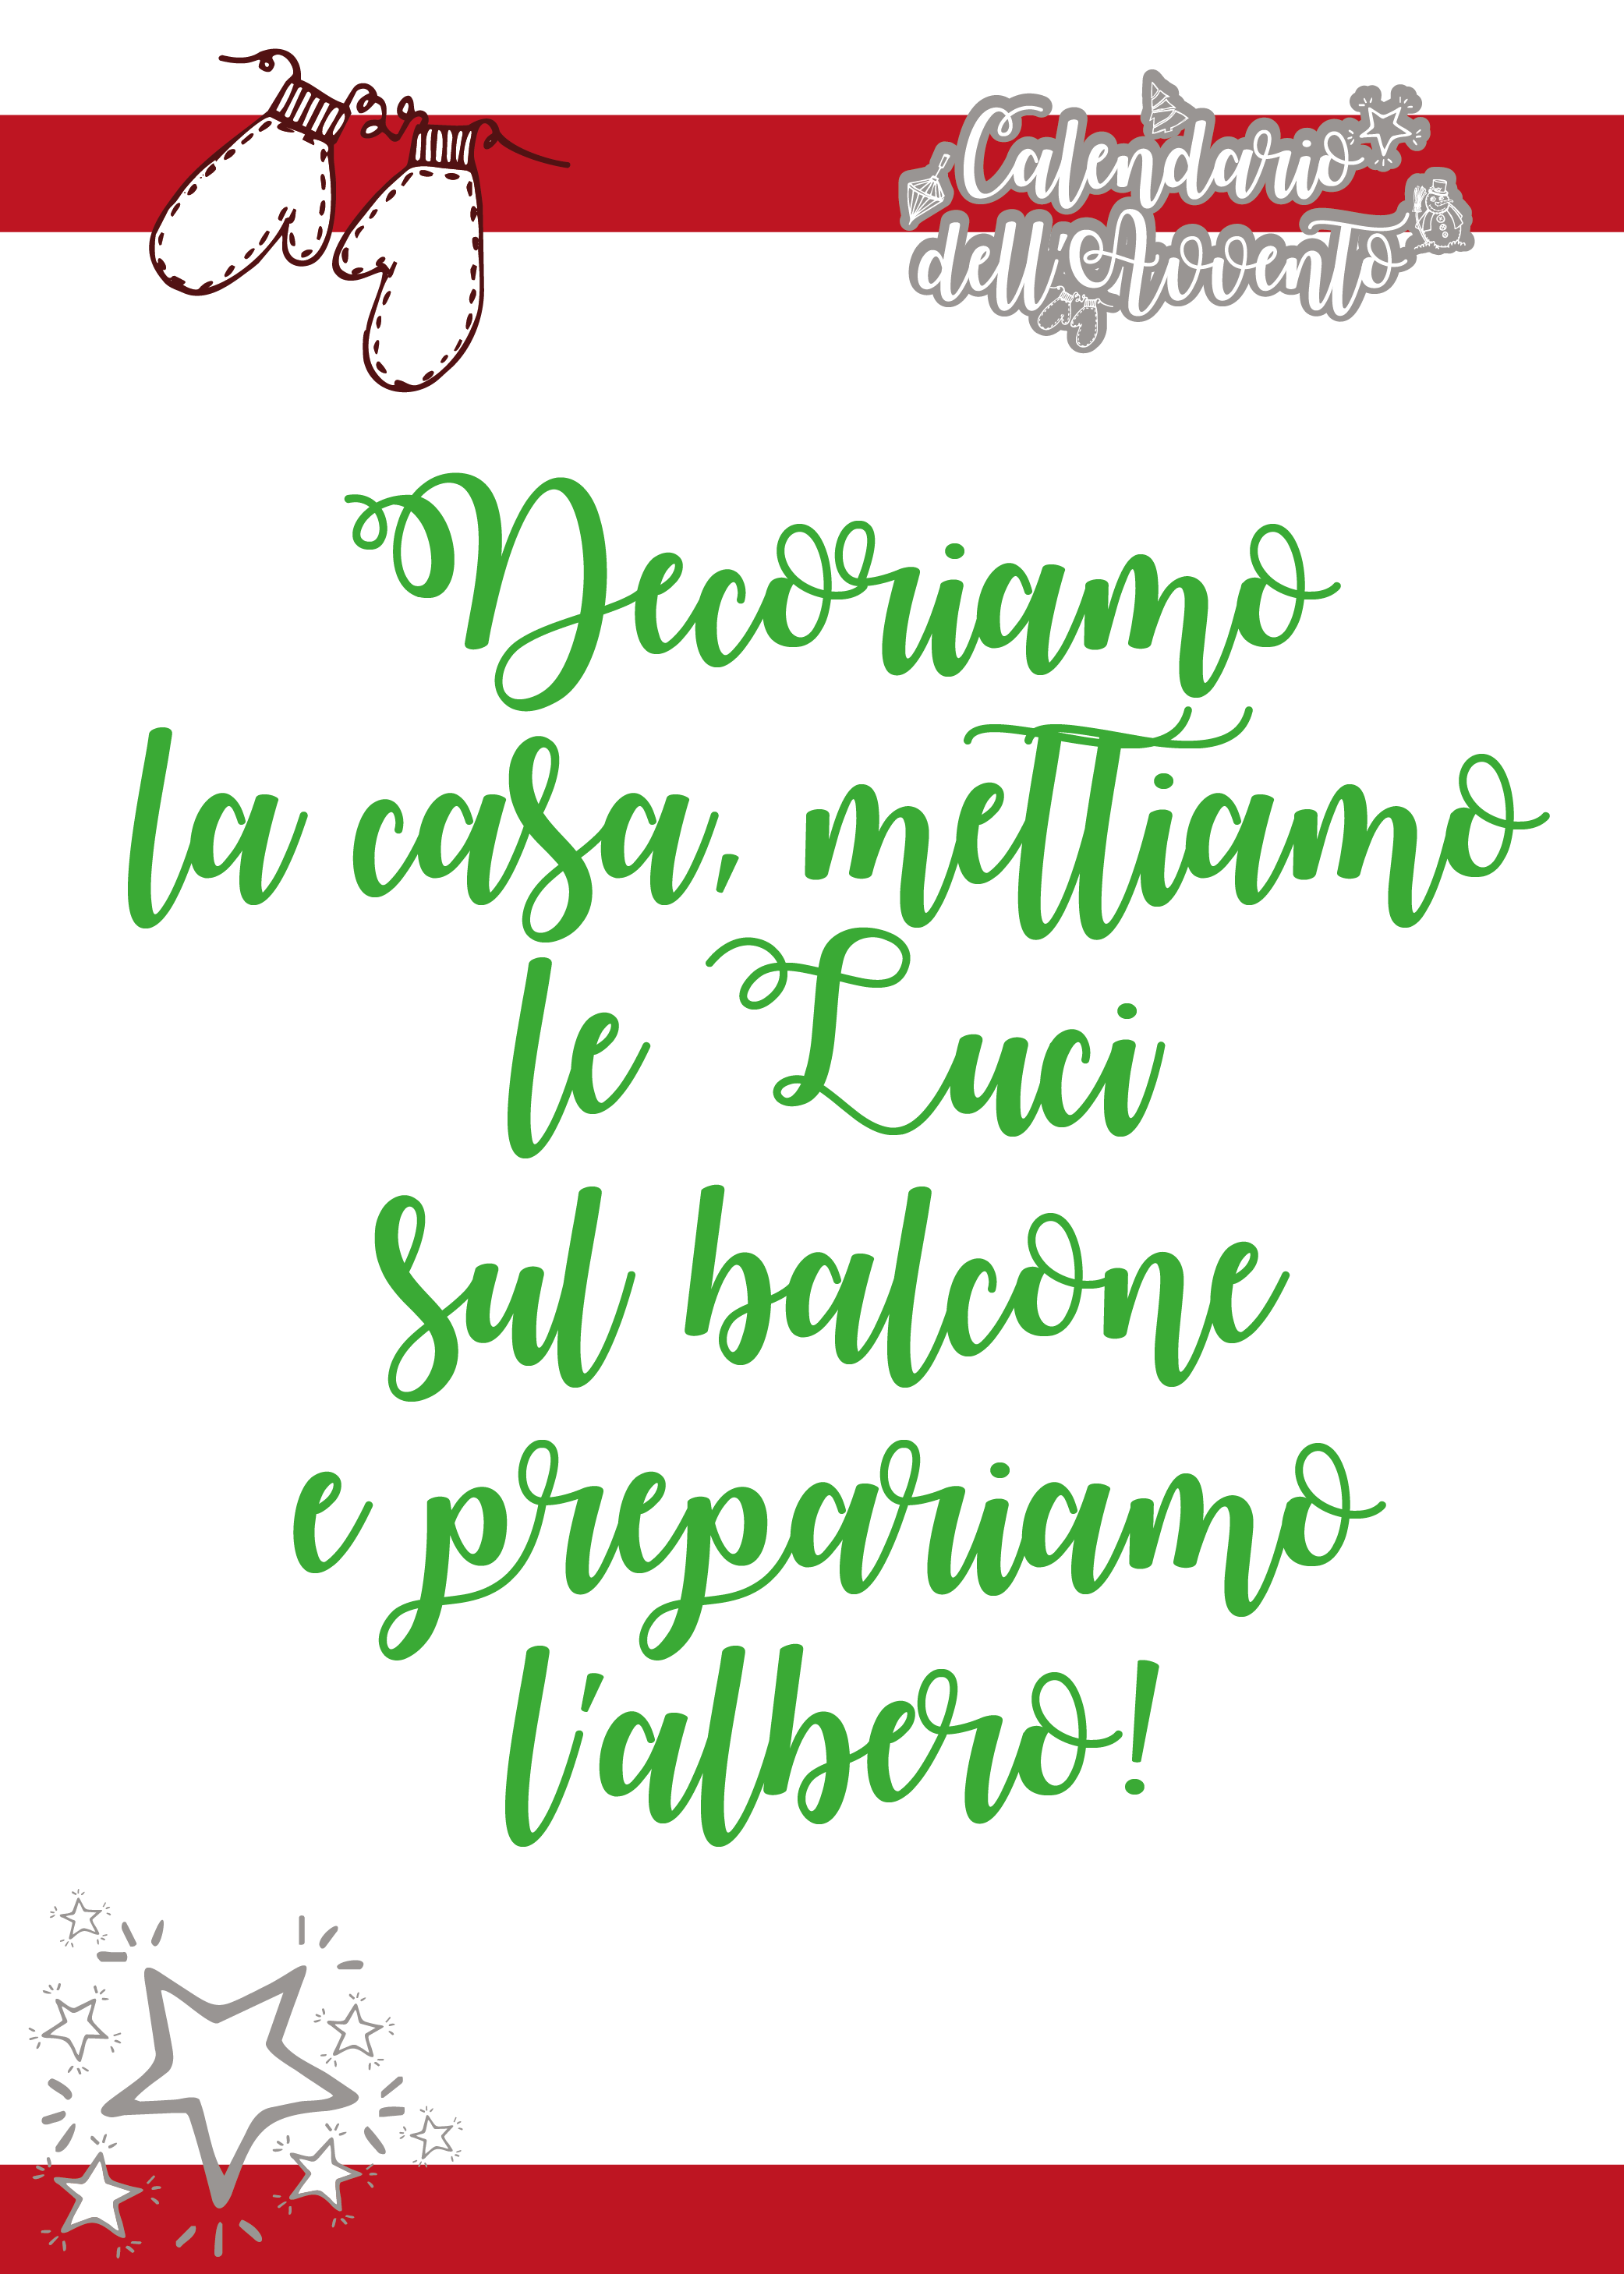 Calendario
dell'Avvento
Decoriamo
la casa, mettiamo
le Luci
sul balcone
e prepariamo
l'albero!